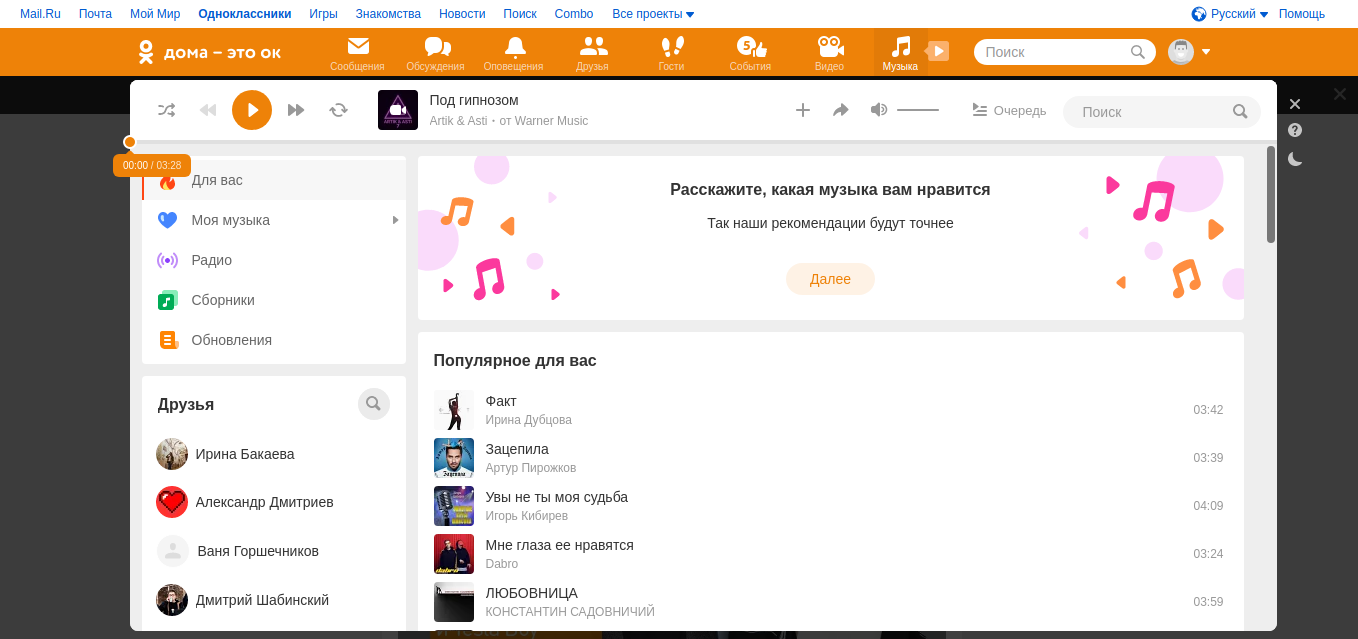 Mail.Ru Почта Мой Мир Одноклассники Игры Знакомства Новости Поиск Combo Все проекты Русский Помощь
дома – это ок
5
Сообщения Обсуждения Оповещения Друзья Гости События Видео Музыка
Поиск
Под гипнозом
Artik & Asti • от Warner Music
Очередь
Поиск
00:00 / 03:28
Для вас
Моя музыка
Радио
Сборники
Обновления
Друзья
Ирина Бакаева
Александр Дмитриев
Ваня Горшечников
Дмитрий Шабинский
Расскажите, какая музыка вам нравится
Так наши рекомендации будут точнее
Далее
Популярное для вас
Факт
Ирина Дубцова
03:42
Зацепила
Артур Пирожков
03:39
Увы не ты моя судьба
Игорь Кибирев
04:09
Мне глаза ее нравятся
Dabro
03:24
ЛЮБОВНИЦА
КОНСТАНТИН САДОВНИЧИЙ
03:59